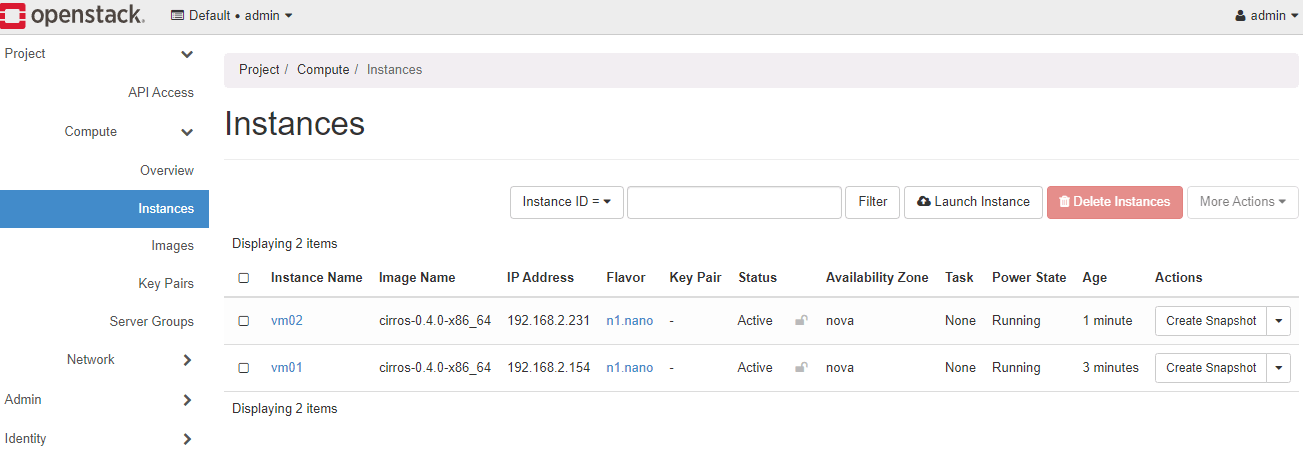 openstack. Default • admin admin
Project
API Access
Compute
Overview
Instances
Images
Key Pairs
Server Groups
Network
Admin
Identity
Project / Compute / Instances
Instances
Instance ID = Filter Launch Instance Delete Instances More Actions
Displaying 2 items
Instance Name Image Name IP Address Flavor Key Pair Status Availability Zone Task Power State Age Actions
vm02 cirros-0.4.0-x86_64 192.168.2.231 n1.nano - Active nova None Running 1 minute Create Snapshot
vm01 cirros-0.4.0-x86_64 192.168.2.154 n1.nano - Active nova None Running 3 minutes Create Snapshot
Displaying 2 items